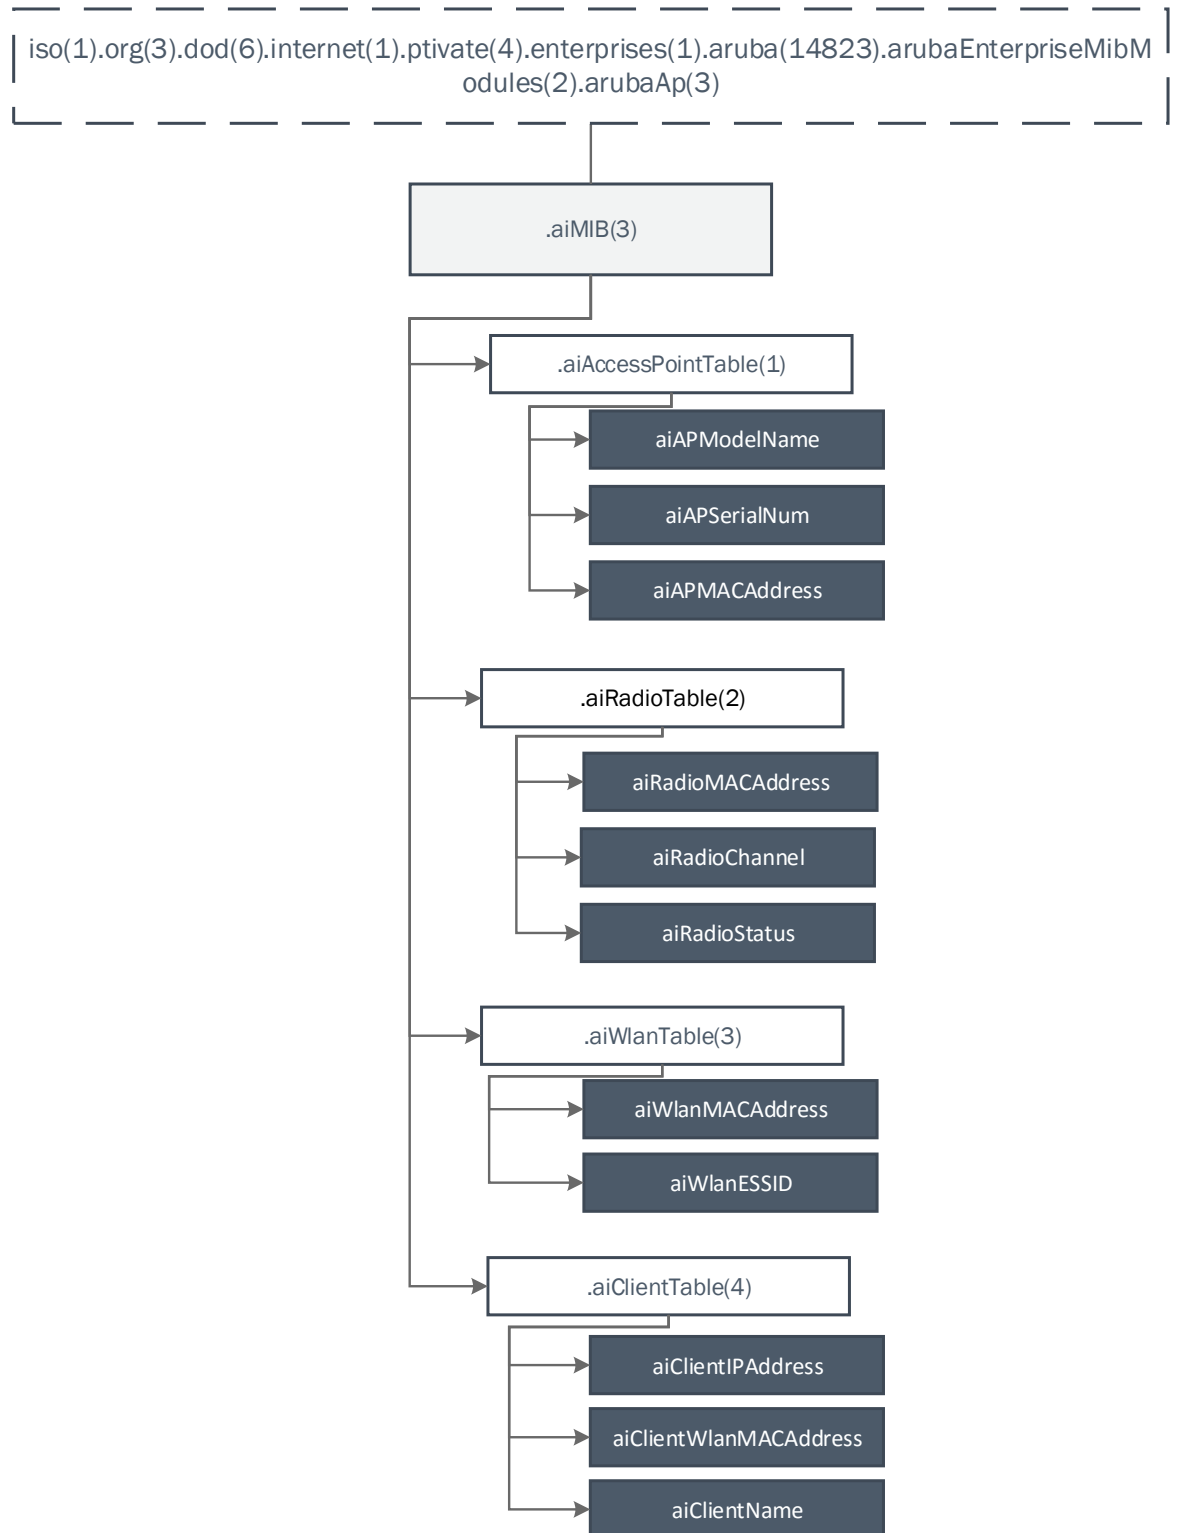 iso(1).org(3).dod(6).internet(1).ptivate(4).enterprises(1).aruba(14823).arubaEnterpriseMibM
odules(2).arubaAp(3)
.aiMIB(3)
.aiAccessPointTable(1)
aiAPModelName
aiAPSerialNum
aiAPMACAddress
.aiRadioTable(2)
aiRadioMACAddress
aiRadioChannel
aiRadioStatus
.aiWlanTable(3)
aiWlanMACAddress
aiWlanESSID
.aiClientTable(4)
aiClientIPAddress
aiClientWlanMACAddress
aiClientName